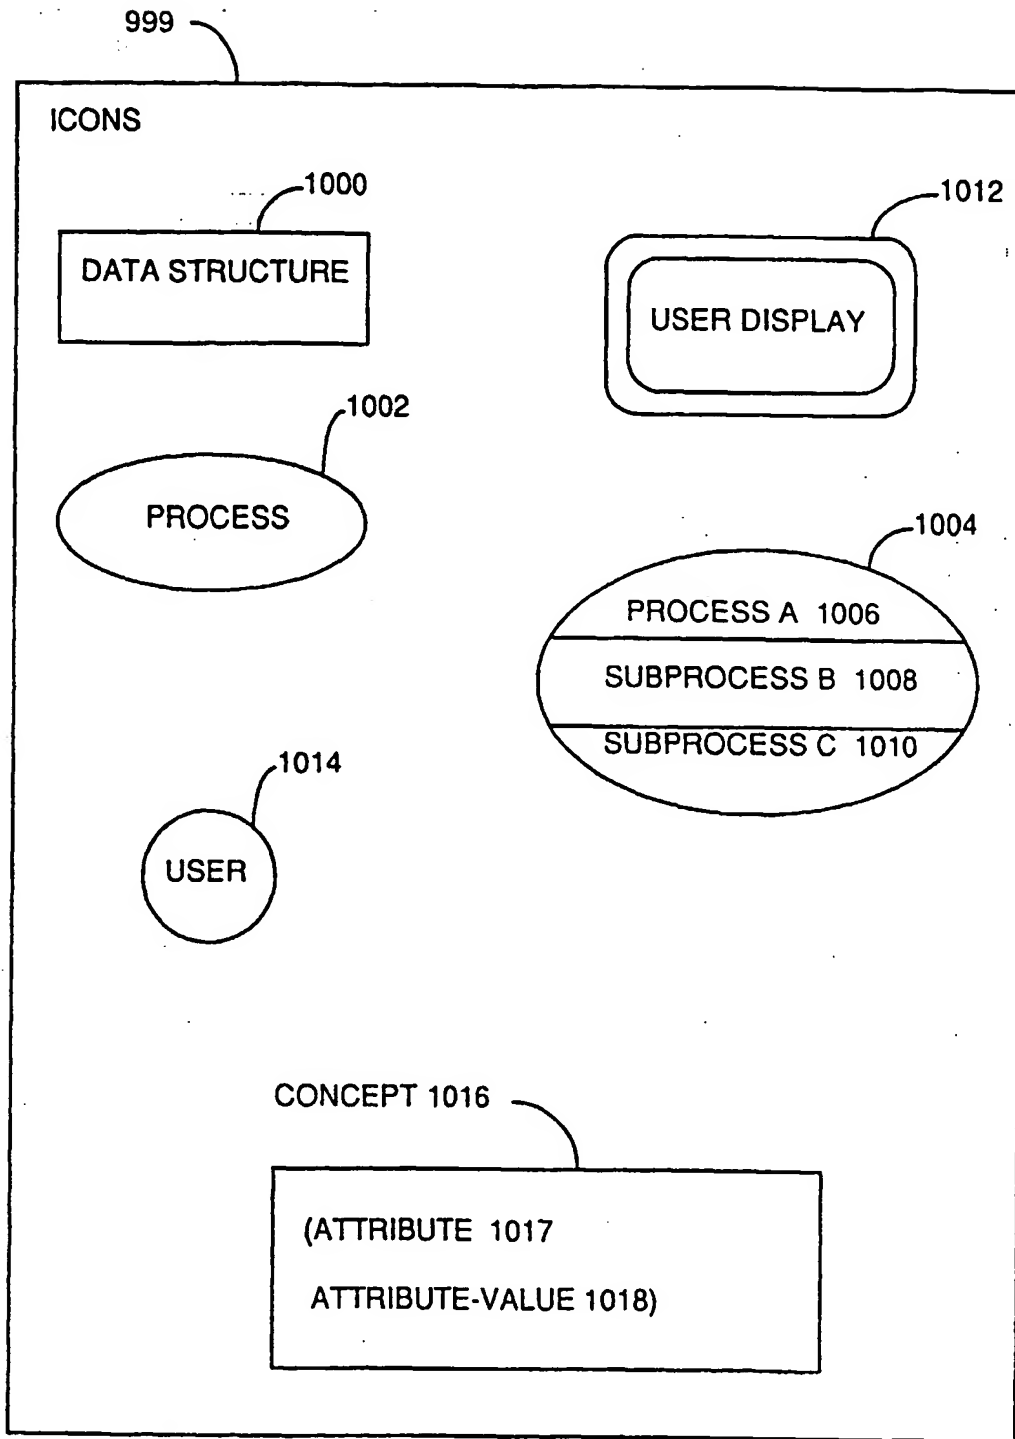 999
ICONS
1000
DATA STRUCTURE
1012
USER DISPLAY
1002
PROCESS
1004
PROCESS A 1006
SUBPROCESS B 1008
SUBPROCESS C 1010
1014
USER
CONCEPT 1016
(ATTRIBUTE 1017
ATTRIBUTE-VALUE 1018)